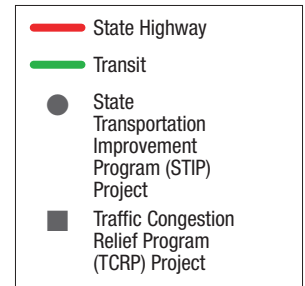 State Highway
Transit
State
Transportation
Improvement
Program (STIP)
Project
Traffic Congestion
Relief Program
(TCRP) Project